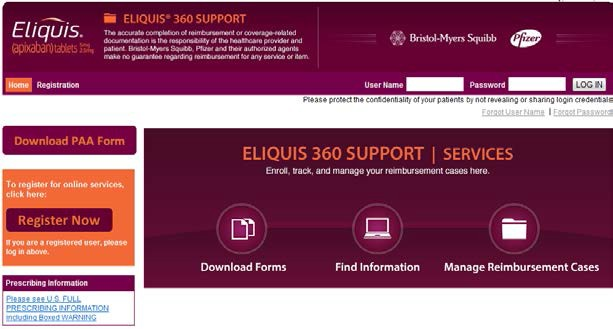 Eliquis®
(apixaban) tablets 5mg 2.5mg
ELIQUIS® 360 SUPPORT
The accurate completion of reimbursement or coverage-related
documentation is the responsibility of the healthcare provider and
patient. Bristol-Myers Squibb, Pfizer and their authorized agents
make no guarantee regarding reimbursement for any service or item.
Bristol-Myers Squibb
Pfizer
Home Registration
User Name Password LOG IN
Please protect the confidentiality of your patients by not revealing or sharing login credentials
Forgot User Name | Forgot Password
Download PAA Form
To register for online services,
click here:
Register Now
If you are a registered user, please
log in above.
Prescribing Information
Please see U.S. FULL
PRESCRIBING INFORMATION
including Boxed WARNING
ELIQUIS 360 SUPPORT | SERVICES
Enroll, track, and manage your reimbursement cases here.
Download Forms
Find Information
Manage Reimbursement Cases